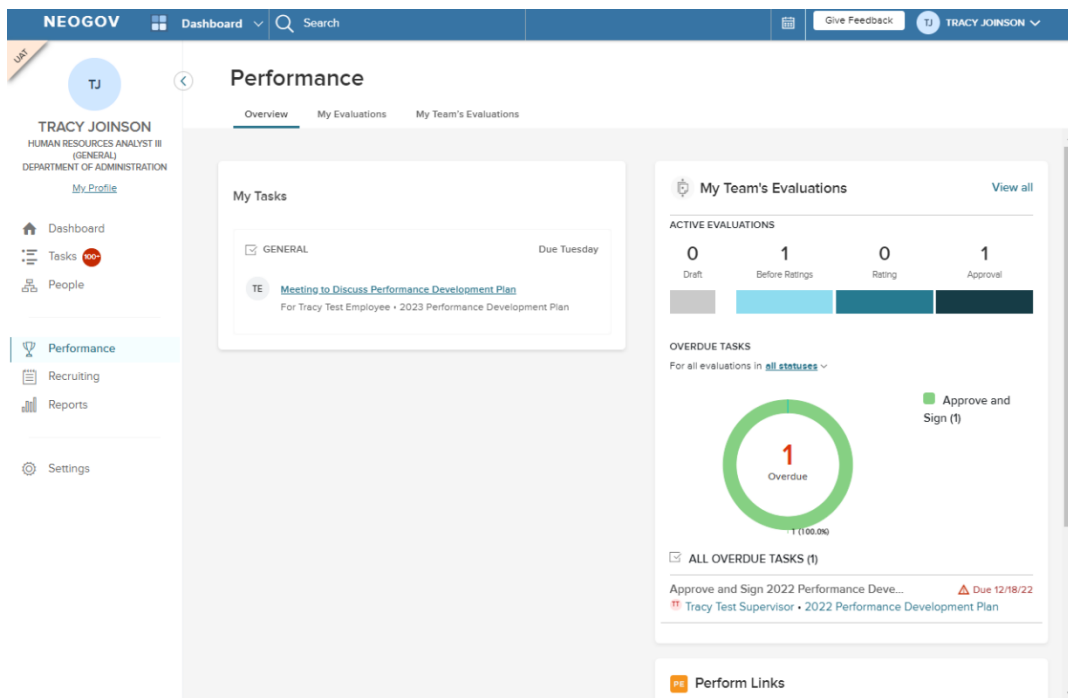 NEOGOV
Dashboard
Search
Give Feedback
TJ
TRACY JOINSON
UAT
TJ
TRACY JOINSON
HUMAN RESOURCES ANALYST III
(GENERAL)
DEPARTMENT OF ADMINISTRATION
My Profile
Dashboard
Tasks 100+
People
Performance
Recruiting
Reports
Settings
Performance
Overview My Evaluations My Team's Evaluations
My Tasks
GENERAL Due Tuesday
TE Meeting to Discuss Performance Development Plan
For Tracy Test Employee • 2023 Performance Development Plan
My Team's Evaluations View all
ACTIVE EVALUATIONS
0 1 0 1
Draft Before Ratings Rating Approval
OVERDUE TASKS
For all evaluations in all statuses
Approve and
Sign (1)
1
Overdue
1 (100.0%)
ALL OVERDUE TASKS (1)
Approve and Sign 2022 Performance Deve... Due 12/18/22
TT Tracy Test Supervisor • 2022 Performance Development Plan
PE Perform Links